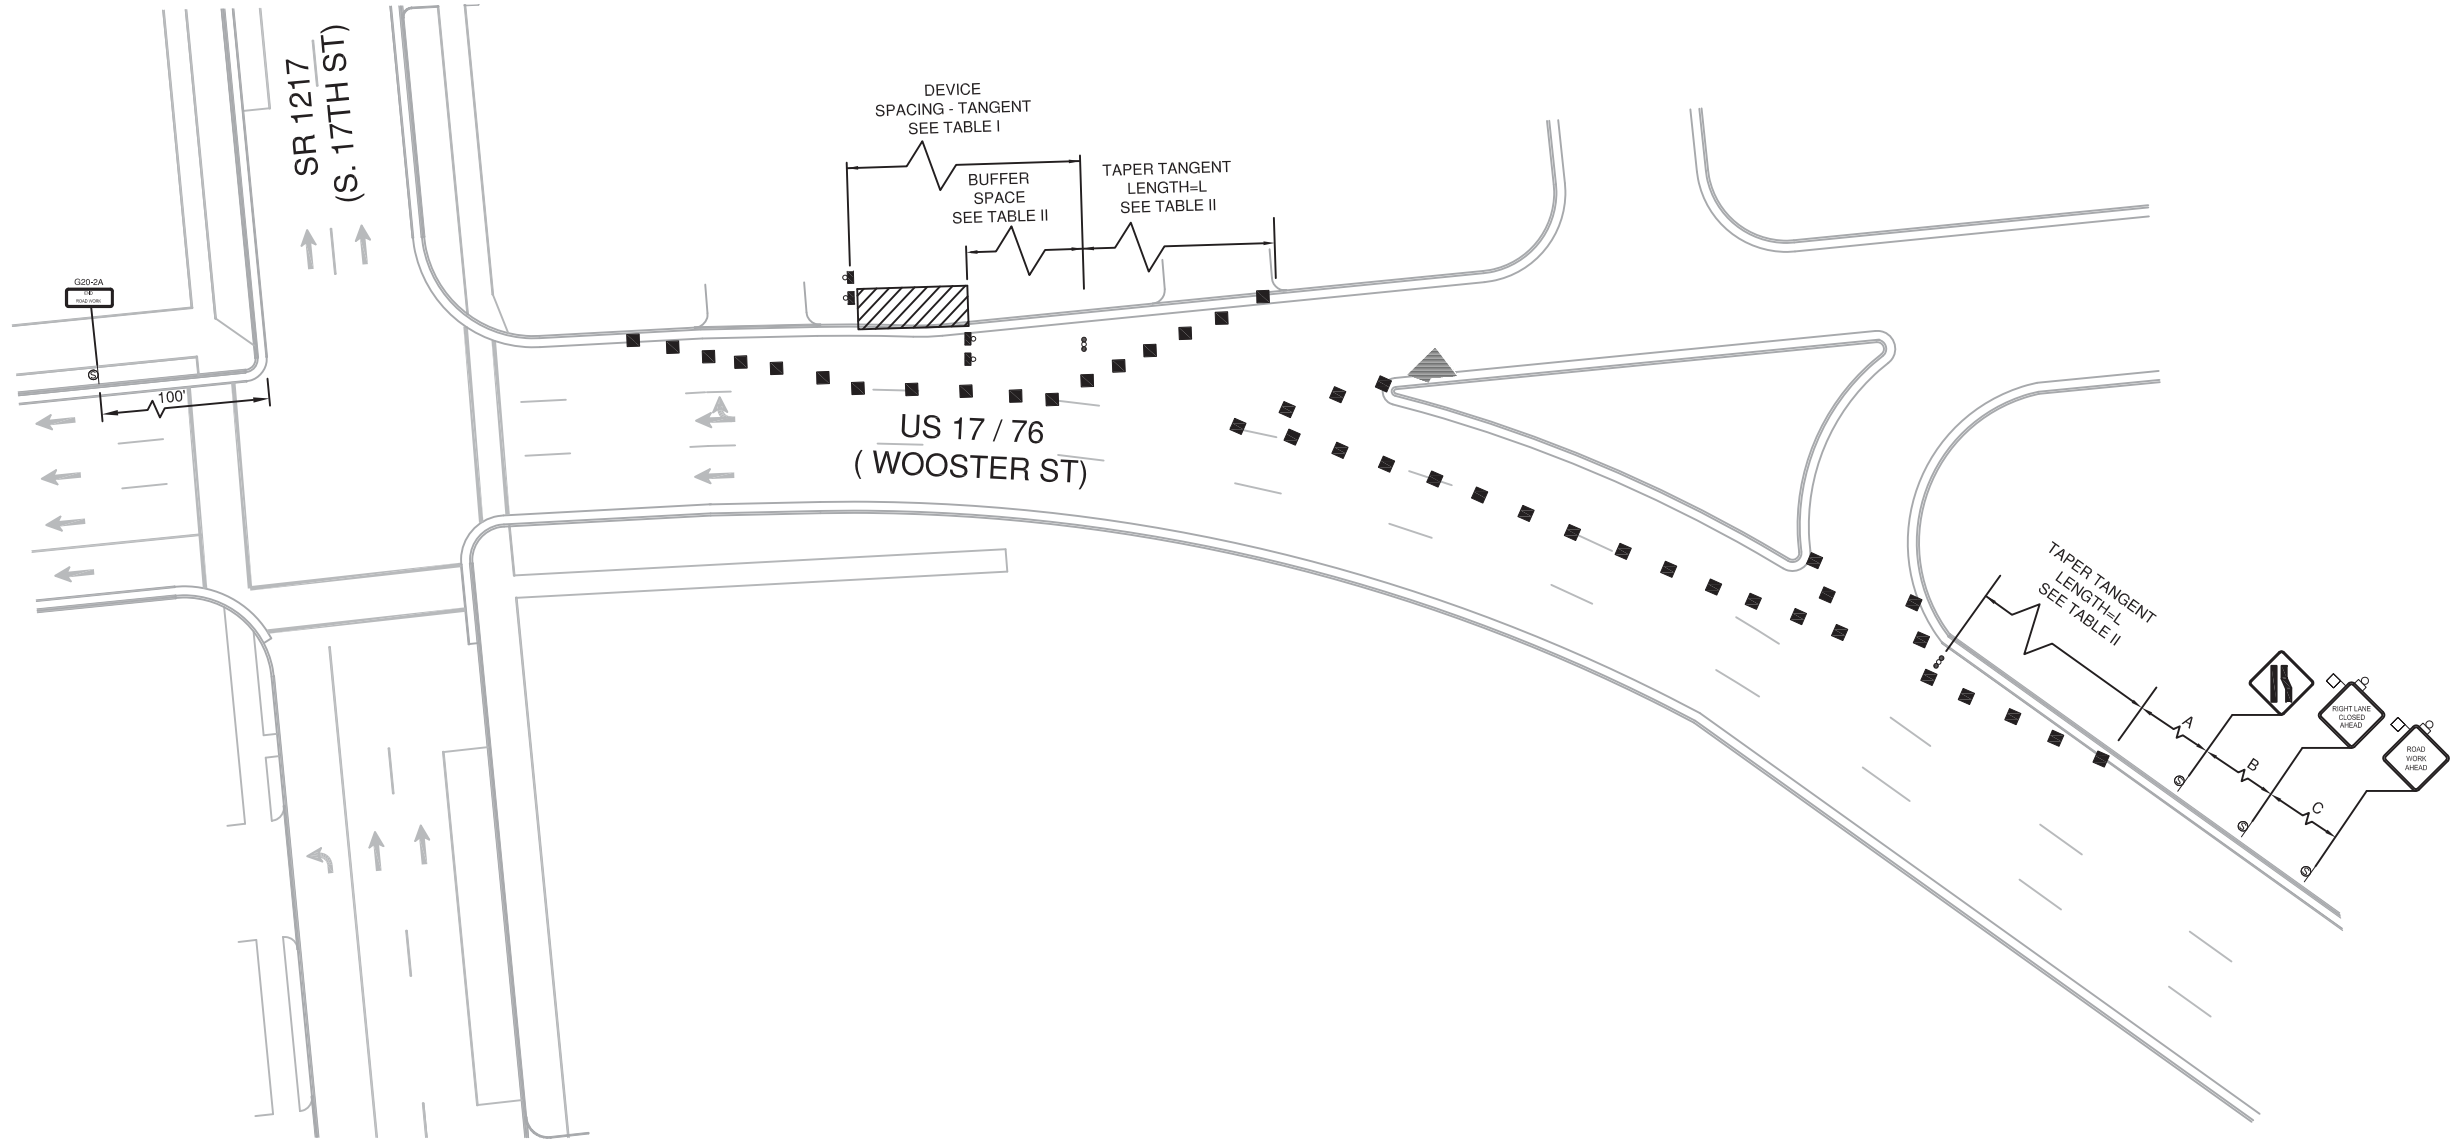 SR 1217
(S. 17TH ST)
DEVICE
SPACING - TANGENT
SEE TABLE I
BUFFER
SPACE
SEE TABLE II
TAPER TANGENT
LENGTH=L
SEE TABLE II
G20-2A
END
ROAD WORK
S
100'
US 17 / 76
( WOOSTER ST)
TAPER TANGENT
LENGTH=L
SEE TABLE II
A
B
C
RIGHT LANE
CLOSED
AHEAD
ROAD
WORK
AHEAD
S
S
S